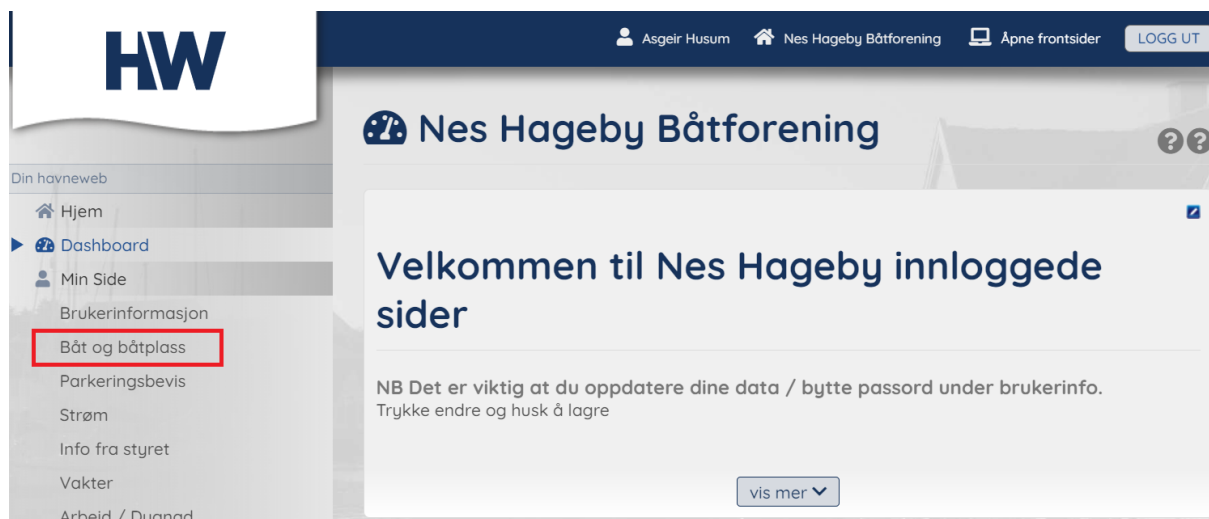 HW
Asgeir Husum
Nes Hageby Båtforening
Åpne frontsider
LOGG UT
Nes Hageby Båtforening
??
Din havneweb
Hjem
Dashboard
Min Side
Brukerinformasjon
Båt og båtplass
Parkeringsbevis
Strøm
Info fra styret
Vakter
Arbeid / Dugnad
Velkommen til Nes Hageby innloggede
sider
NB Det er viktig at du oppdatere dine data / bytte passord under brukerinfo.
Trykke endre og husk å lagre
vis mer